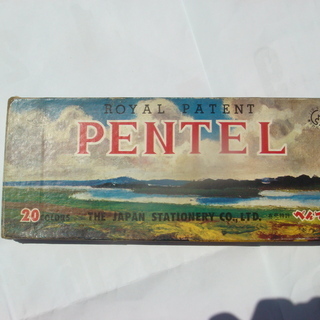 ROYAL PATENT
PENTEL
20 COLORS THE JAPAN STATIONERY CO., LTD.